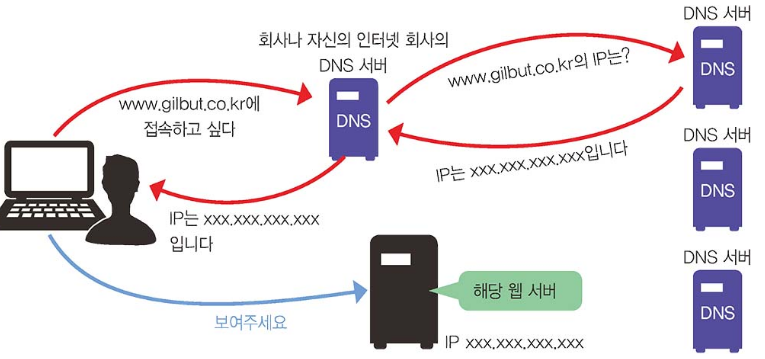 회사나 자신의 인터넷 회사의
DNS 서버
DNS
www.gilbut.co.kr에
접속하고 싶다
www.gilbut.co.kr의 IP는?
IP는 xxx.xxx.xxx.xxx입니다
IP는 xxx.xxx.xxx.xxx
입니다
DNS 서버
DNS
DNS 서버
DNS
DNS 서버
DNS
보여주세요
해당 웹 서버
IP xxx.xxx.xxx.xxx